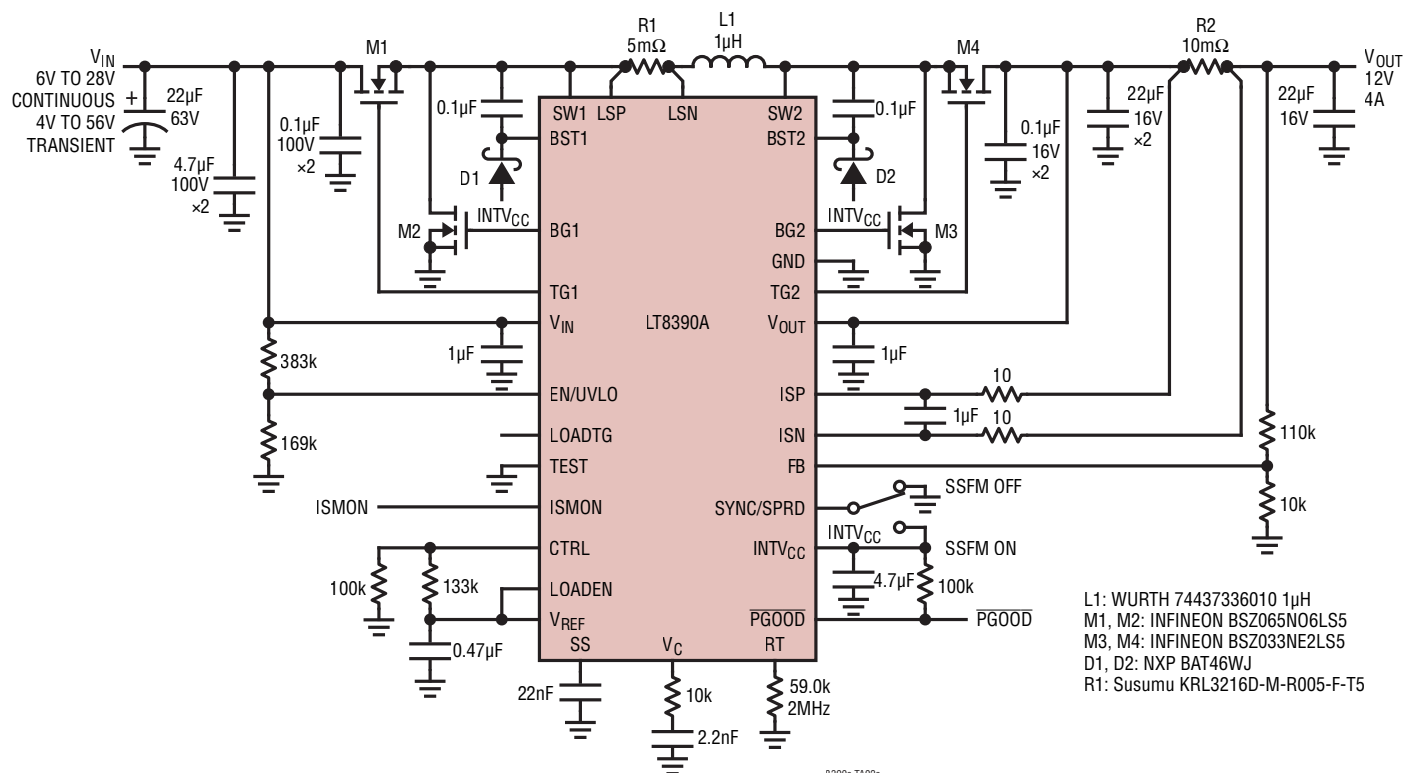 V_IN
6V TO 28V
CONTINUOUS
4V TO 56V
TRANSIENT
+
22µF
63V
4.7µF
100V
×2
0.1µF
100V
×2
M1
0.1µF
D1
INTV_CC
M2
R1
5mΩ
L1
1µH
M4
R2
10mΩ
V_OUT
12V
4A
0.1µF
D2
INTV_CC
M3
0.1µF
16V
×2
22µF
16V
×2
22µF
16V
SW1 LSP LSN SW2
BST1 BST2
BG1 BG2
GND
TG1 TG2
V_IN LT8390A V_OUT
1µF
1µF
383k
EN/UVLO ISP
10
1µF
169k
LOADTG ISN
10
110k
TEST FB
ISMON
ISMON SYNC/SPRD
SSFM OFF
10k
INTV_CC
CTRL INTV_CC
SSFM ON
100k
133k
4.7µF
100k
LOADEN
V_REF PGOOD
PGOOD
SS V_C RT
0.47µF
22nF
10k
59.0k
2MHz
2.2nF
L1: WURTH 74437336010 1µH
M1, M2: INFINEON BSZ065NO6LS5
M3, M4: INFINEON BSZ033NE2LS5
D1, D2: NXP BAT46WJ
R1: Susumu KRL3216D-M-R005-F-T5